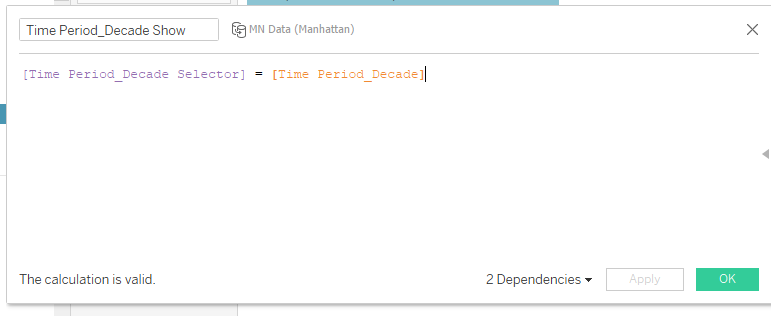 Time Period_Decade Show
MN Data (Manhattan)
[Time Period_Decade Selector] = [Time Period_Decade]
The calculation is valid.
2 Dependencies
Apply
OK